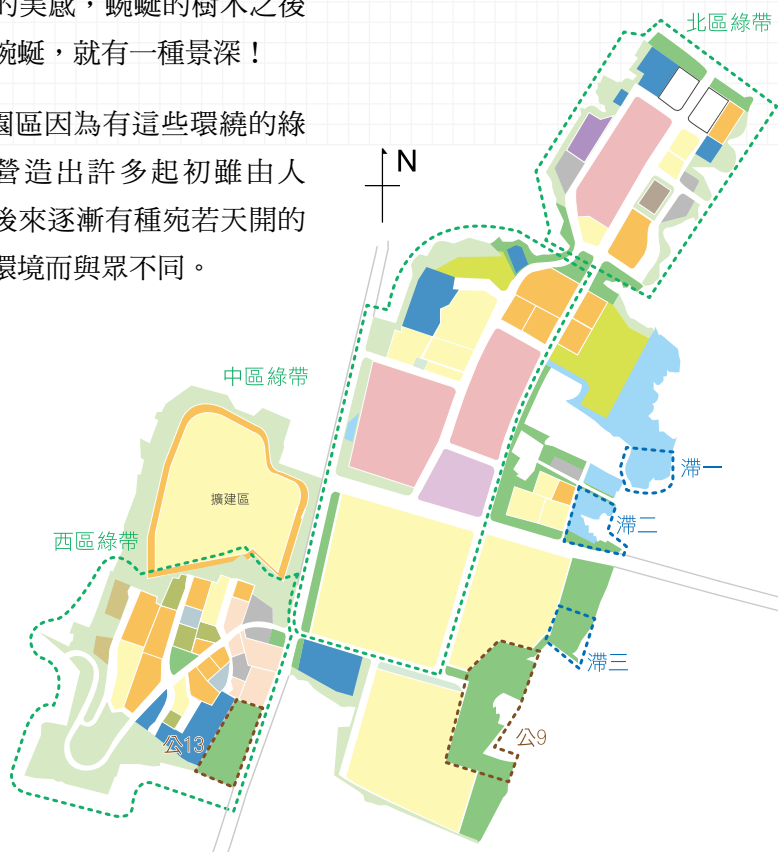 的美感，蜿蜒的樹木之後
蜿蜒，就有一種景深！
園區因為有這些環繞的綠
營造出許多起初雖由人
後來逐漸有種宛若天開的
環境而與眾不同。
N
北區綠帶
中區綠帶
擴建區
西區綠帶
滯一
滯二
滯三
公13
公9